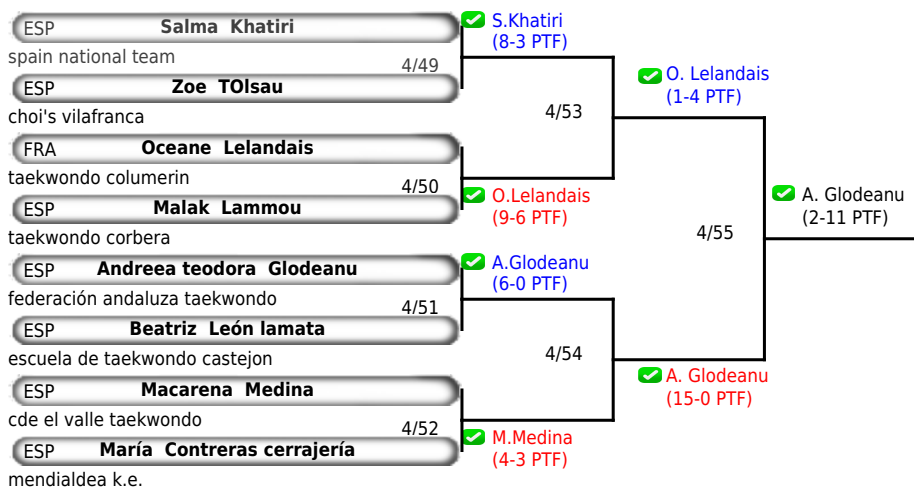 ESP Salma Khatiri
spain national team
4/49
ESP Zoe TOlsau
choi's vilafranca
FRA Oceane Lelandais
taekwondo columerin
4/50
ESP Malak Lammou
taekwondo corbera
ESP Andreea teodora Glodeanu
federación andaluza taekwondo
4/51
ESP Beatriz León lamata
escuela de taekwondo castejon
ESP Macarena Medina
cde el valle taekwondo
4/52
ESP María Contreras cerrajería
mendialdea k.e.
S.Khatiri
(8-3 PTF)
4/53
O.Lelandais
(9-6 PTF)
A.Glodeanu
(6-0 PTF)
4/54
M.Medina
(4-3 PTF)
O. Lelandais
(1-4 PTF)
4/55
A. Glodeanu
(15-0 PTF)
A. Glodeanu
(2-11 PTF)